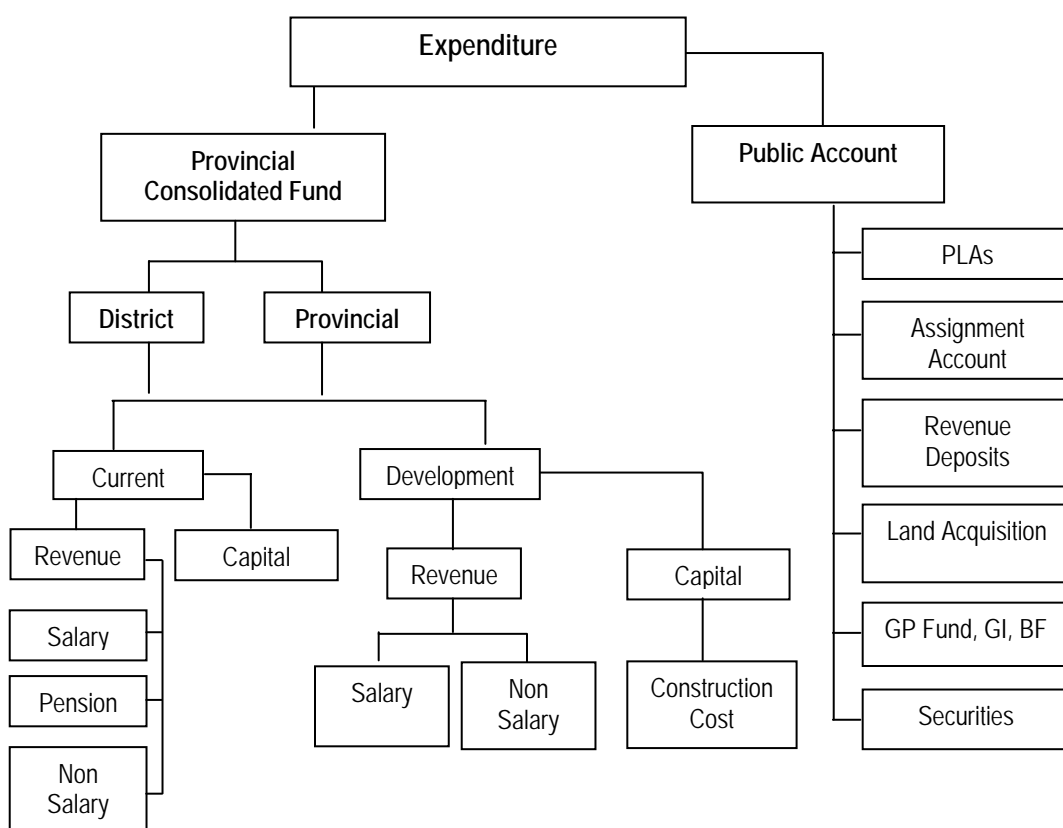 Expenditure
Provincial
Consolidated Fund
Public Account
PLAs
District
Provincial
Assignment
Account
Revenue
Deposits
Current
Development
Land Acquisition
Revenue
Capital
Revenue
Capital
GP Fund, GI, BF
Salary
Salary
Non
Salary
Construction
Cost
Pension
Securities
Non
Salary